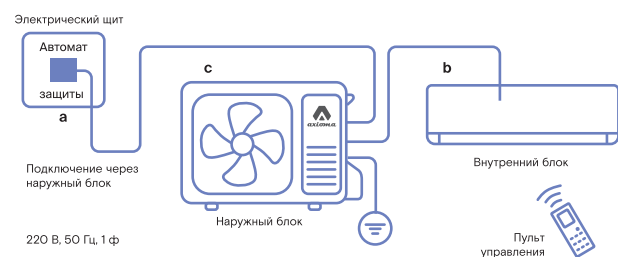 Электрический щит
Автомат
защиты
a
c
b
axioma
Подключение через
наружный блок
Внутренний блок
Наружный блок
220 В, 50 Гц, 1 ф
Пульт
управления